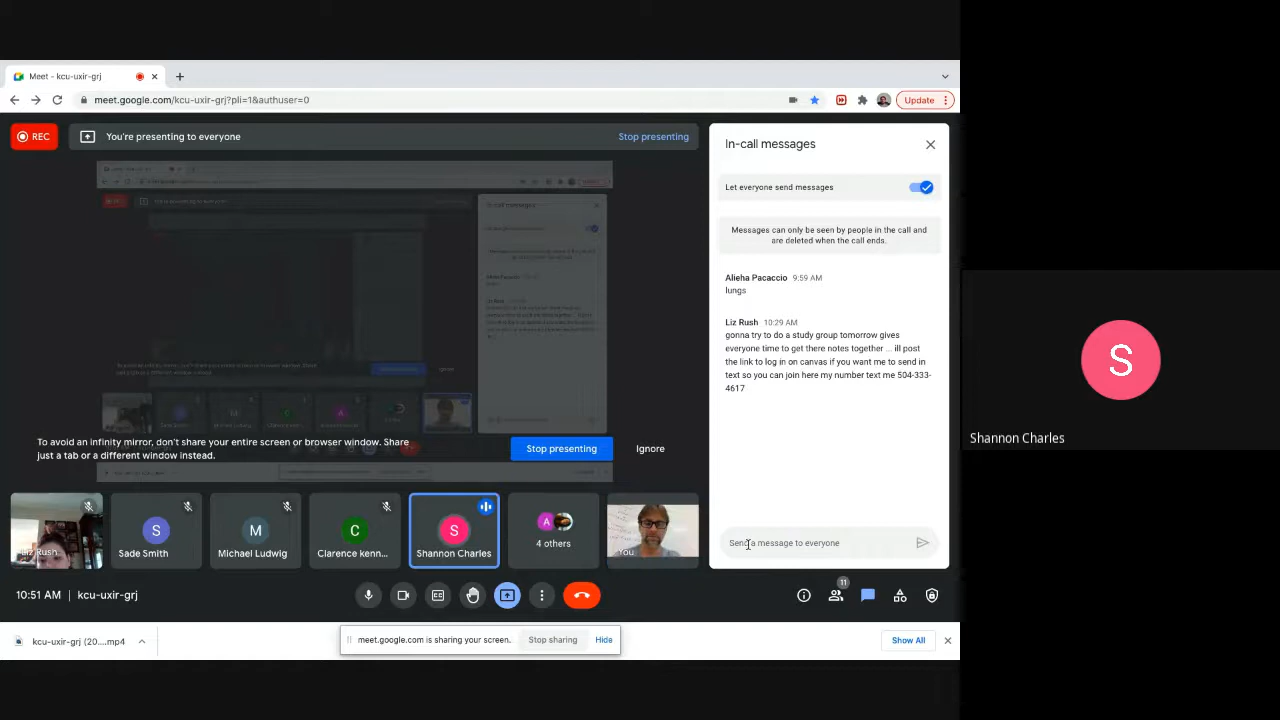 Meet - kcu-uxir-grj
meet.google.com/kcu-uxir-grj?pli=1&authuser=0
Update
REC
You're presenting to everyone
Stop presenting
In-call messages
Let everyone send messages
Messages can only be seen by people in the call and
are deleted when the call ends.
Alieha Pacaccio 9:59 AM
lungs
Liz Rush 10:29 AM
gonna try to do a study group tomorrow gives
everyone time to get there notes together ... ill post
the link to log in on canvas if you want me to send in
text so you can join here my number text me 504-333-
4617
S
Shannon Charles
To avoid an infinity mirror, don't share your entire screen or browser window. Share
just a tab or a different window instead.
Stop presenting
Ignore
Liz Rush
S
Sade Smith
M
Michael Ludwig
C
Clarence kenn...
S
Shannon Charles
A
4 others
You
Send a message to everyone
10:51 AM | kcu-uxir-grj
11
kcu-uxir-grj (20....mp4
meet.google.com is sharing your screen.
Stop sharing
Hide
Show All